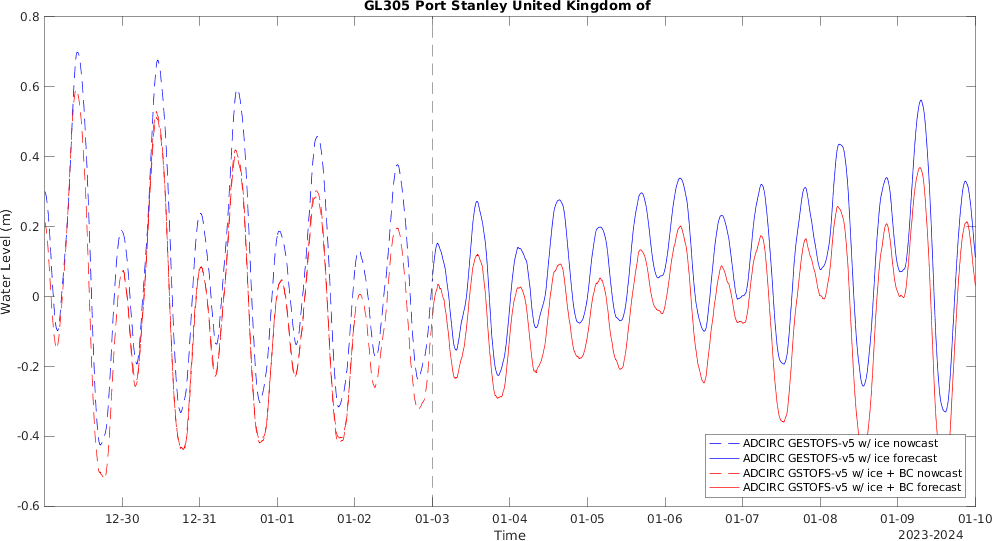 GL305 Port Stanley United Kingdom of
0.8
0.6
0.4
0.2
0
-0.2
-0.4
-0.6
Water Level (m)
ADCIRC GESTOFS-v5 w/ ice nowcast
ADCIRC GESTOFS-v5 w/ ice forecast
ADCIRC GSTOFS-v5 w/ ice + BC nowcast
ADCIRC GSTOFS-v5 w/ ice + BC forecast
12-30 12-31 01-01 01-02 01-03 01-04 01-05 01-06 01-07 01-08 01-09 01-10
Time
2023-2024